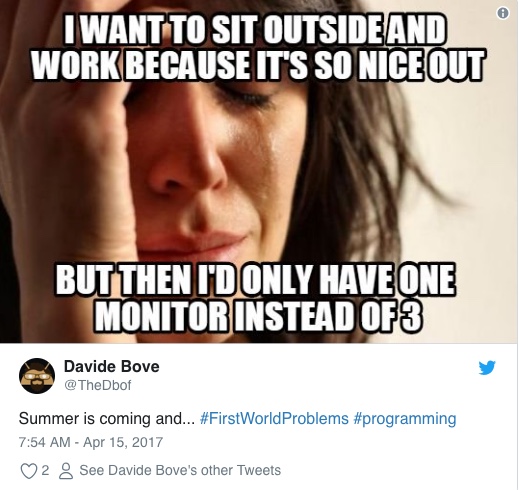 I WANT TO SIT OUTSIDE AND
WORK BECAUSE IT'S SO NICE OUT
BUT THEN I'D ONLY HAVE ONE
MONITOR INSTEAD OF 3
Davide Bove
@TheDbof
Summer is coming and... #FirstWorldProblems #programming
7:54 AM - Apr 15, 2017
2 See Davide Bove's other Tweets